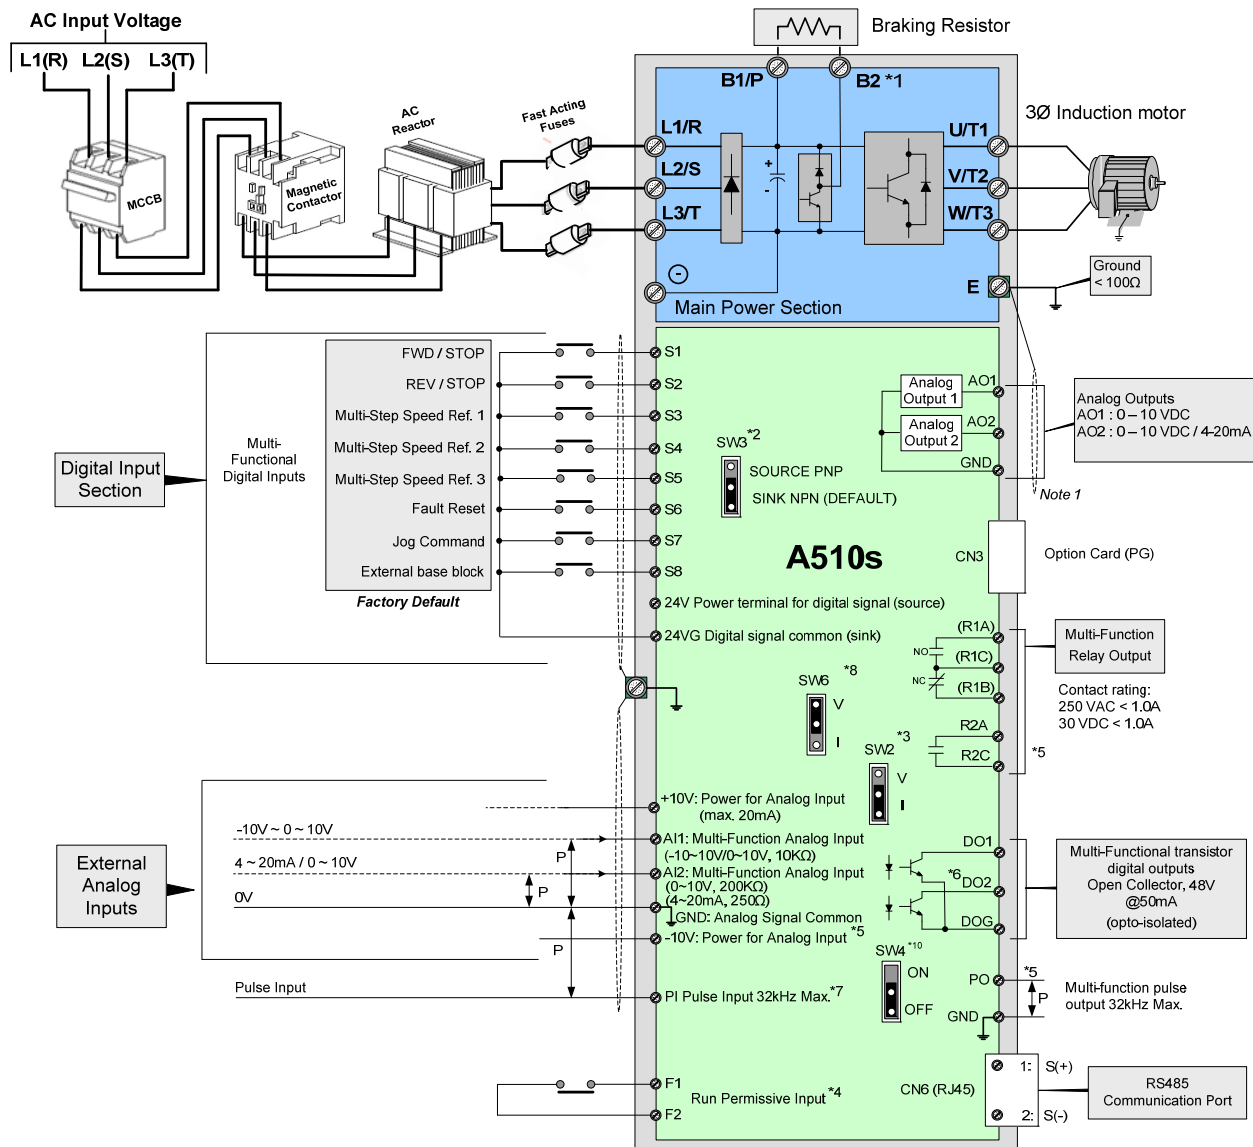 AC Input Voltage
L1(R) L2(S) L3(T)
MCCB
Magnetic
Contactor
AC
Reactor
Fast Acting
Fuses
Braking Resistor
B1/P
B2 *1
L1/R
L2/S
L3/T
+
-
U/T1
V/T2
W/T3
3Ø Induction motor
E
Ground
< 100Ω
Main Power Section
Digital Input
Section
Multi-
Functional
Digital Inputs
FWD / STOP
REV / STOP
Multi-Step Speed Ref. 1
Multi-Step Speed Ref. 2
Multi-Step Speed Ref. 3
Fault Reset
Jog Command
External base block
Factory Default
S1
S2
S3
S4
S5
S6
S7
S8
24V Power terminal for digital signal (source)
24VG Digital signal common (sink)
SW3 *2
SOURCE PNP
SINK NPN (DEFAULT)
A510s
Analog
Output 1
Analog
Output 2
AO1
AO2
GND
Analog Outputs
AO1 : 0 – 10 VDC
AO2 : 0 – 10 VDC / 4-20mA
Note 1
CN3
Option Card (PG)
(R1A)
NO
(R1C)
NC
(R1B)
R2A
R2C
*5
Multi-Function
Relay Output
Contact rating:
250 VAC < 1.0A
30 VDC < 1.0A
*8
SW6
V
I
*3
SW2
V
I
External
Analog
Inputs
-10V ~ 0 ~ 10V
4 ~ 20mA / 0 ~ 10V
0V
P
P
P
Pulse Input
+10V: Power for Analog Input
(max. 20mA)
AI1: Multi-Function Analog Input
(-10~10V/0~10V, 10KΩ)
AI2: Multi-Function Analog Input
(0~10V, 200KΩ)
(4~20mA, 250Ω)
GND: Analog Signal Common
-10V: Power for Analog Input *5
PI Pulse Input 32kHz Max. *7
DO1
*6
DO2
DOG
Multi-Functional transistor
digital outputs
Open Collector, 48V
@50mA
(opto-isolated)
SW4 *10
ON
OFF
PO
*5
P
GND
Multi-function pulse
output 32kHz Max.
F1
F2
Run Permissive Input *4
CN6 (RJ45)
1:
2:
S(+)
S(-)
RS485
Communication Port